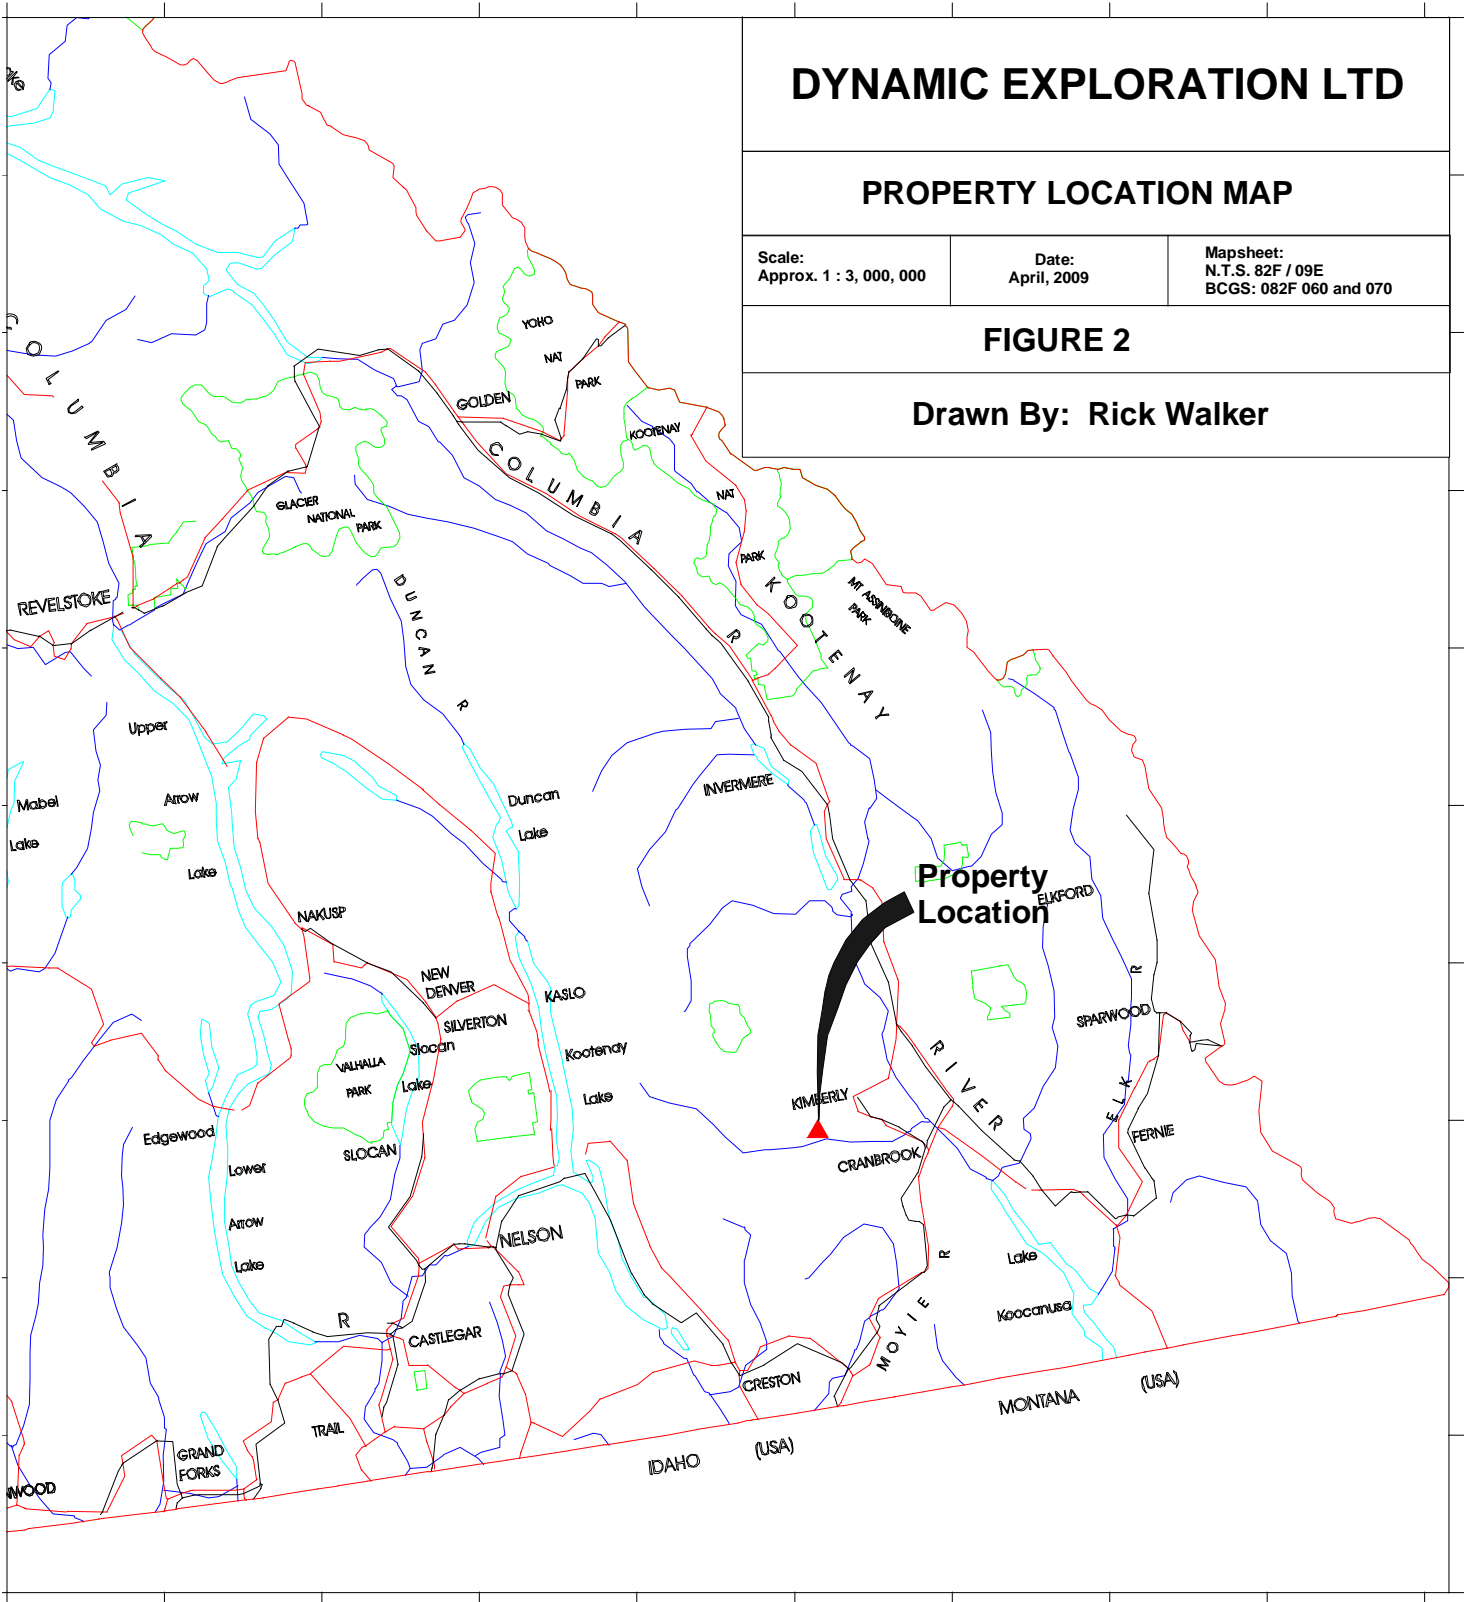 DYNAMIC EXPLORATION LTD
PROPERTY LOCATION MAP
Scale:
Approx. 1 : 3, 000, 000
Date:
April, 2009
Mapsheet:
N.T.S. 82F / 09E
BCGS: 082F 060 and 070
FIGURE 2
Drawn By: Rick Walker
COLUMBIA
YOHO
NAT
PARK
GOLDEN
KOOTENAY
NAT
PARK
COLUMBIA R
GLACIER
NATIONAL
PARK
KOOTENAY
MT ASSINIBOINE
PARK
REVELSTOKE
DUNCAN R
Upper
Arrow
Lake
Mabel
Lake
Duncan
Lake
INVERMERE
Property
Location
ELKFORD
NAKUSP
NEW
DENVER
SILVERTON
KASLO
Slocan
Lake
Kootenay
Lake
VALHALLA
PARK
SPARWOOD
RIVER
ELK R
KIMBERLY
FERNIE
CRANBROOK
Edgewood
SLOCAN
Lower
Arrow
Lake
NELSON
Lake
Koocanusa
R
CASTLEGAR
MOYIE R
CRESTON
TRAIL
GRAND
FORKS
NWOOD
IDAHO (USA)
MONTANA (USA)